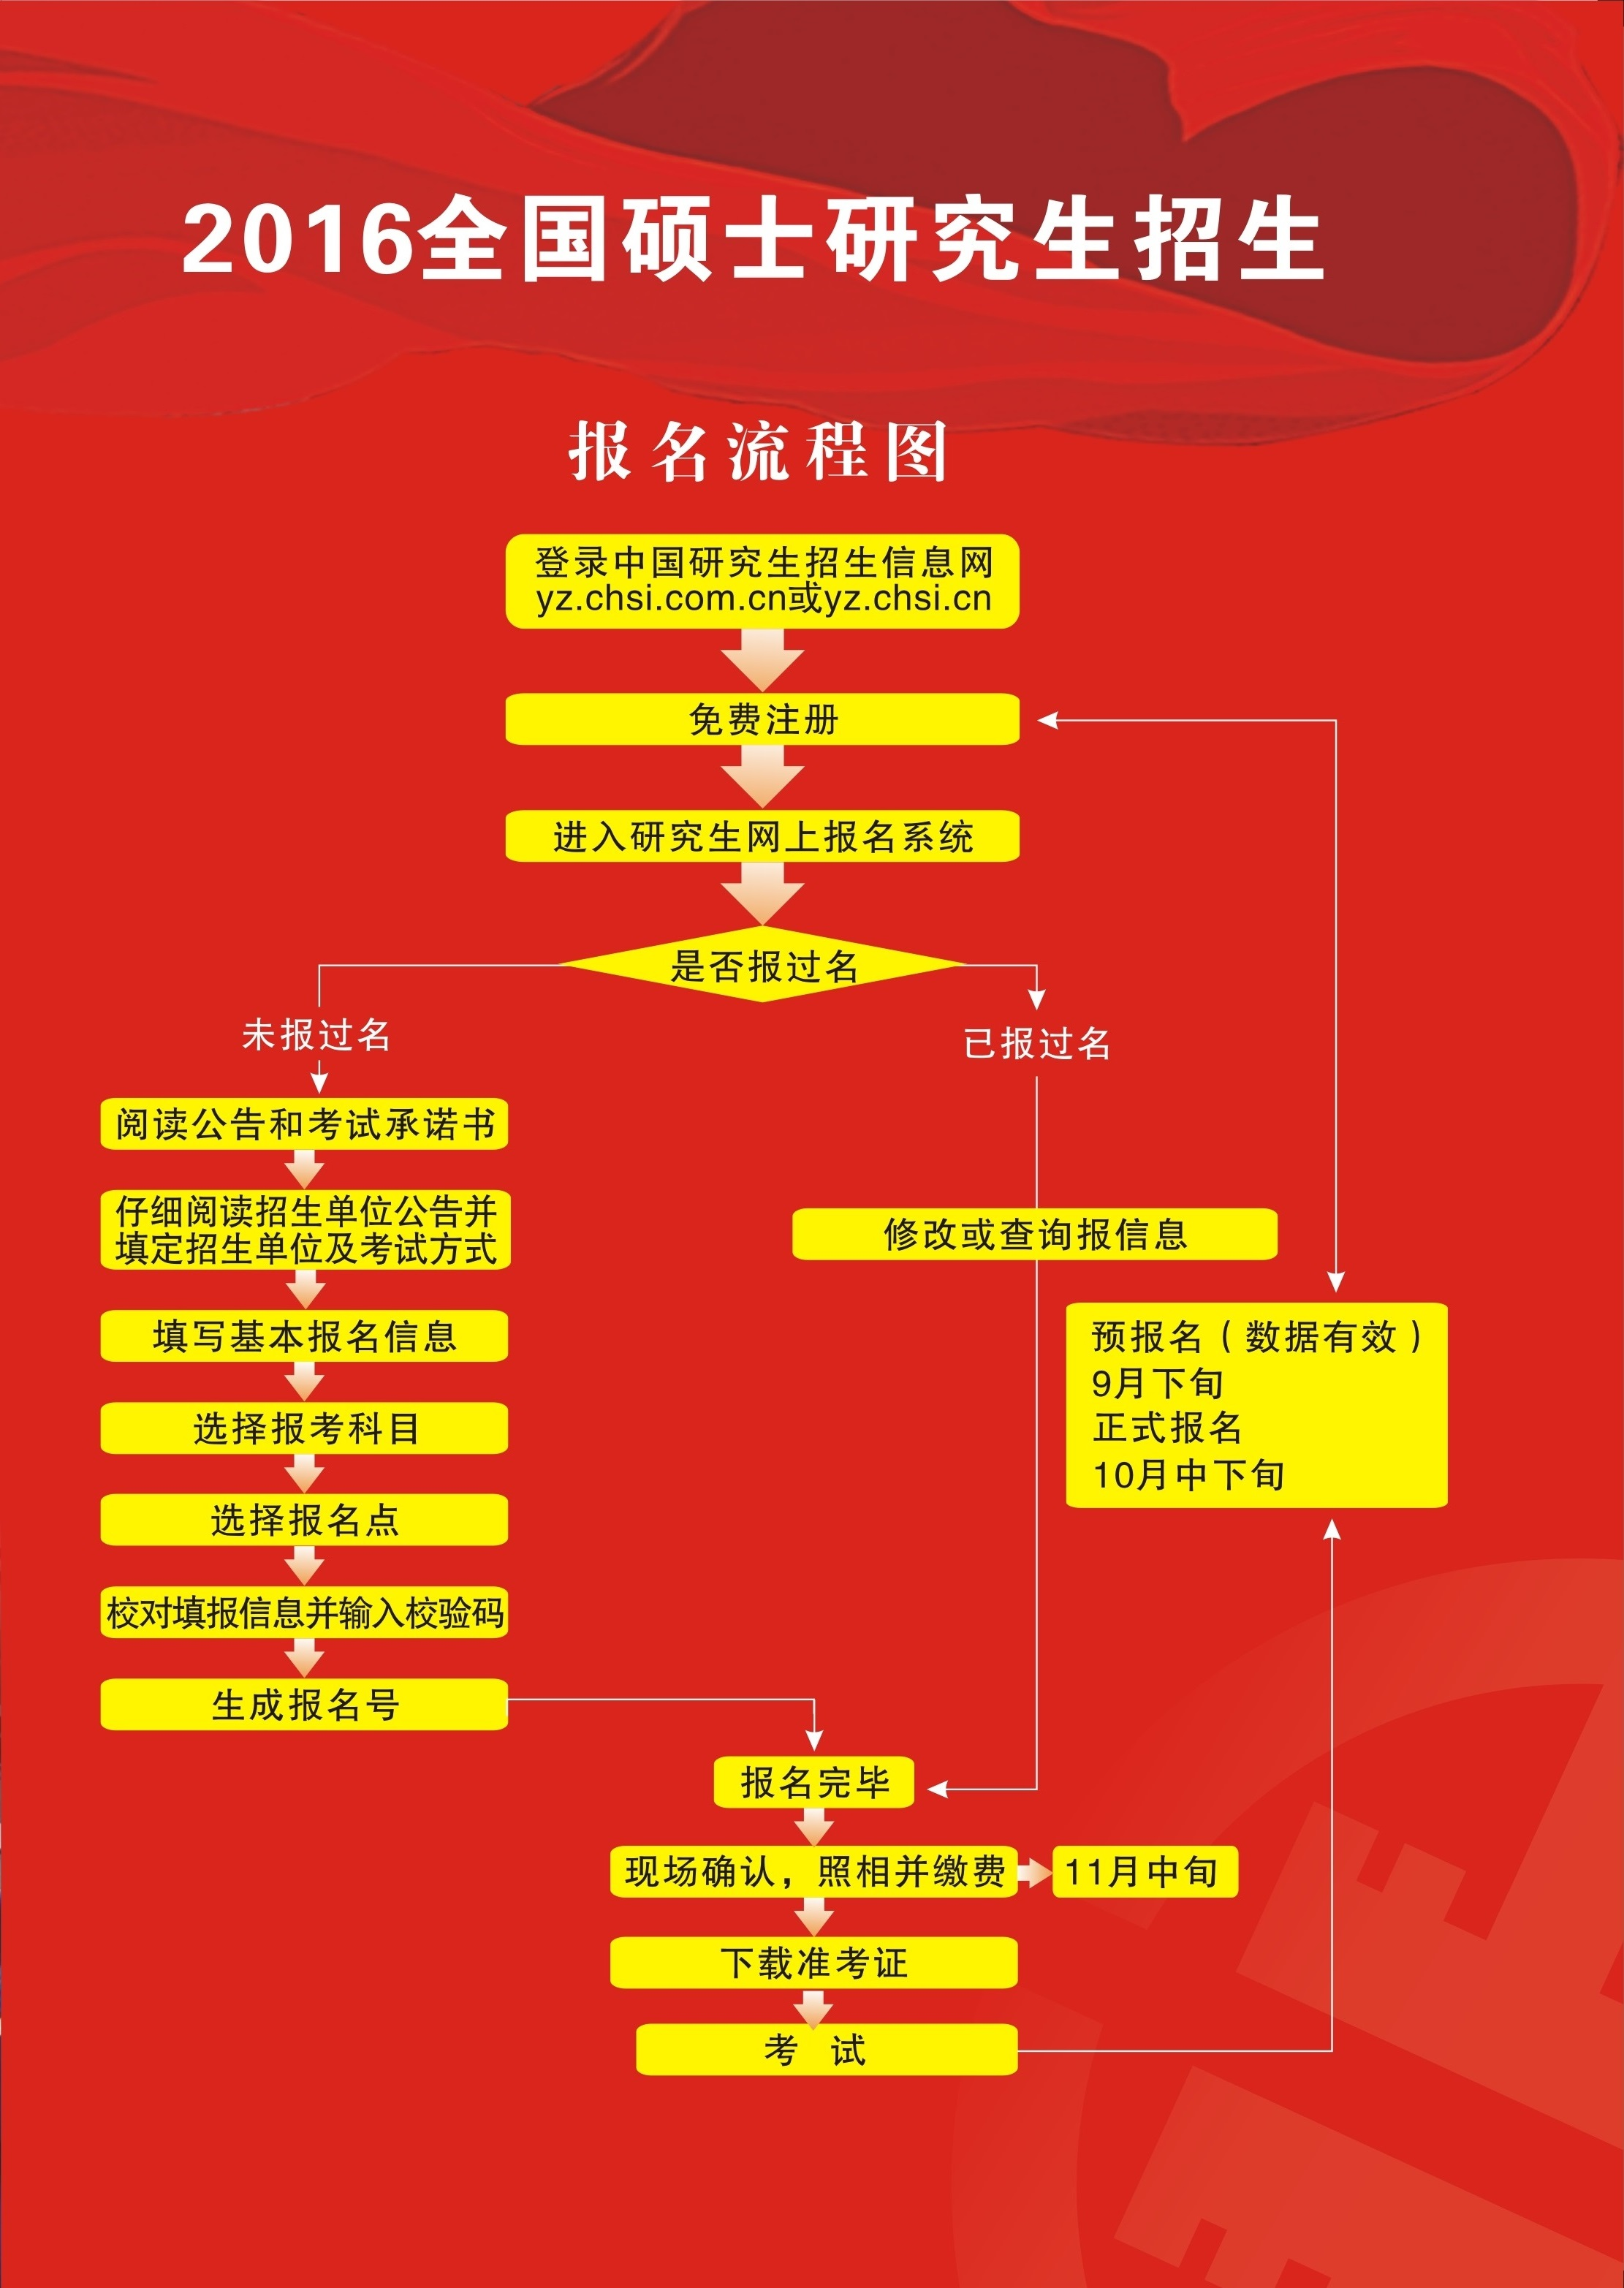 2016全国硕士研究生招生
报名流程图
登录中国研究生招生信息网
yz.chsi.com.cn或yz.chsi.cn
免费注册
进入研究生网上报名系统
是否报过名
未报过名
已报过名
阅读公告和考试承诺书
仔细阅读招生单位公告并
填定招生单位及考试方式
填写基本报名信息
选择报考科目
选择报名点
校对填报信息并输入校验码
生成报名号
修改或查询报信息
预报名（数据有效）
9月下旬
正式报名
10月中下旬
报名完毕
现场确认，照相并缴费
11月中旬
下载准考证
考 试